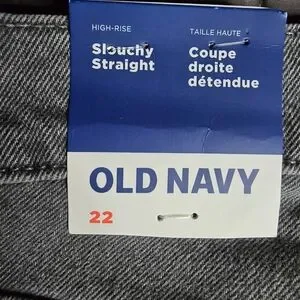 HIGH-RISE
Slouchy
Straight
TAILLE HAUTE
Coupe
droite
détendue
OLD NAVY
22